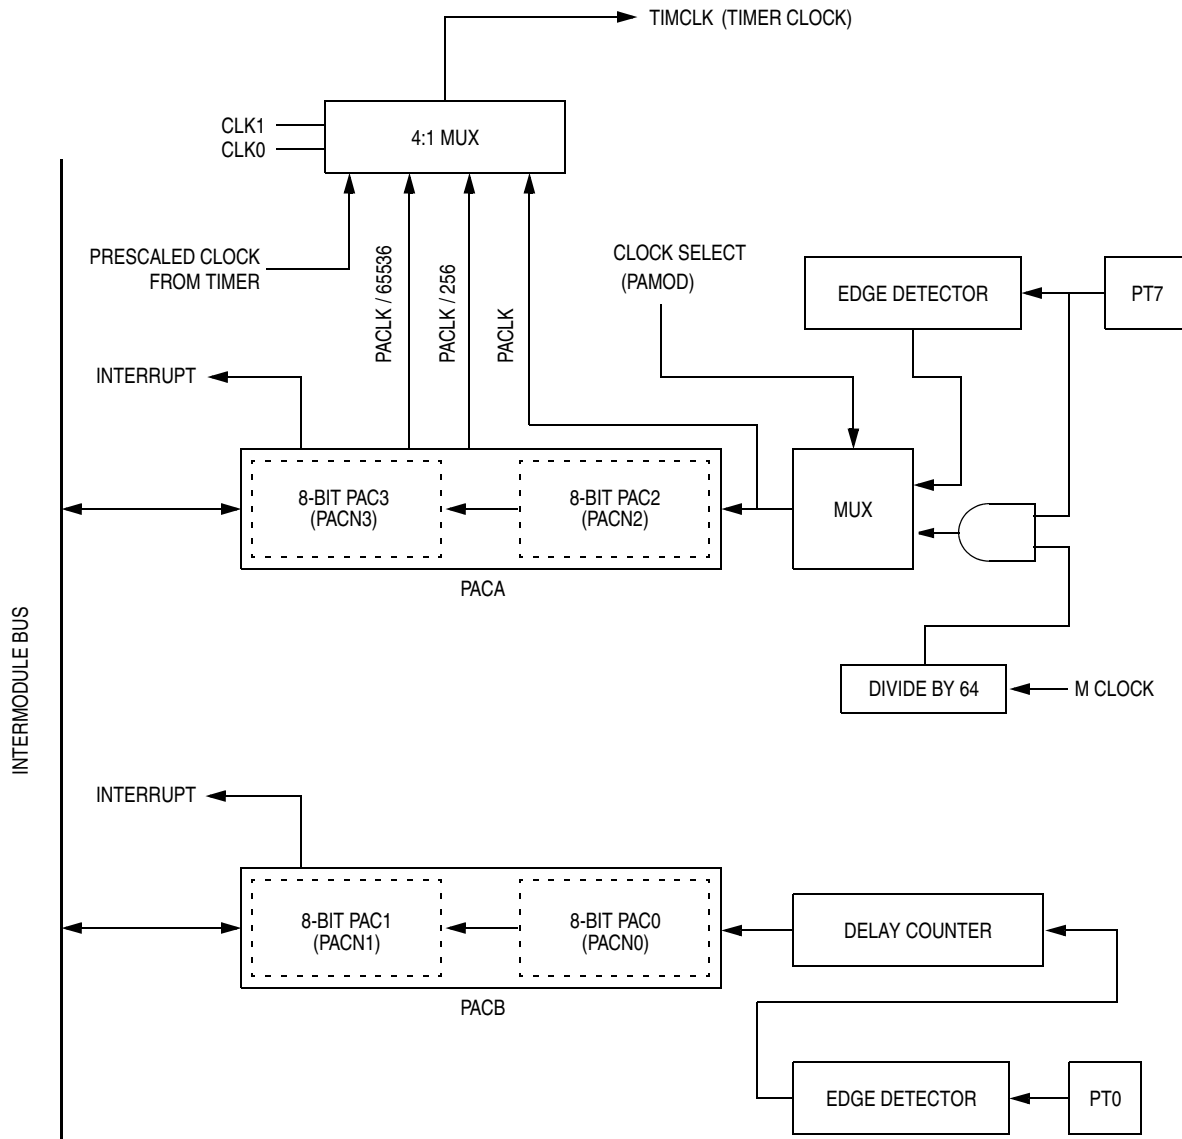 TIMCLK (TIMER CLOCK)
CLK1
CLK0
4:1 MUX
PRESCALED CLOCK
FROM TIMER
PACLK / 65536
PACLK / 256
PACLK
CLOCK SELECT
(PAMOD)
EDGE DETECTOR
PT7
INTERRUPT
8-BIT PAC3
(PACN3)
8-BIT PAC2
(PACN2)
MUX
PACA
DIVIDE BY 64
M CLOCK
INTERMODULE BUS
INTERRUPT
8-BIT PAC1
(PACN1)
8-BIT PAC0
(PACN0)
DELAY COUNTER
PACB
EDGE DETECTOR
PT0